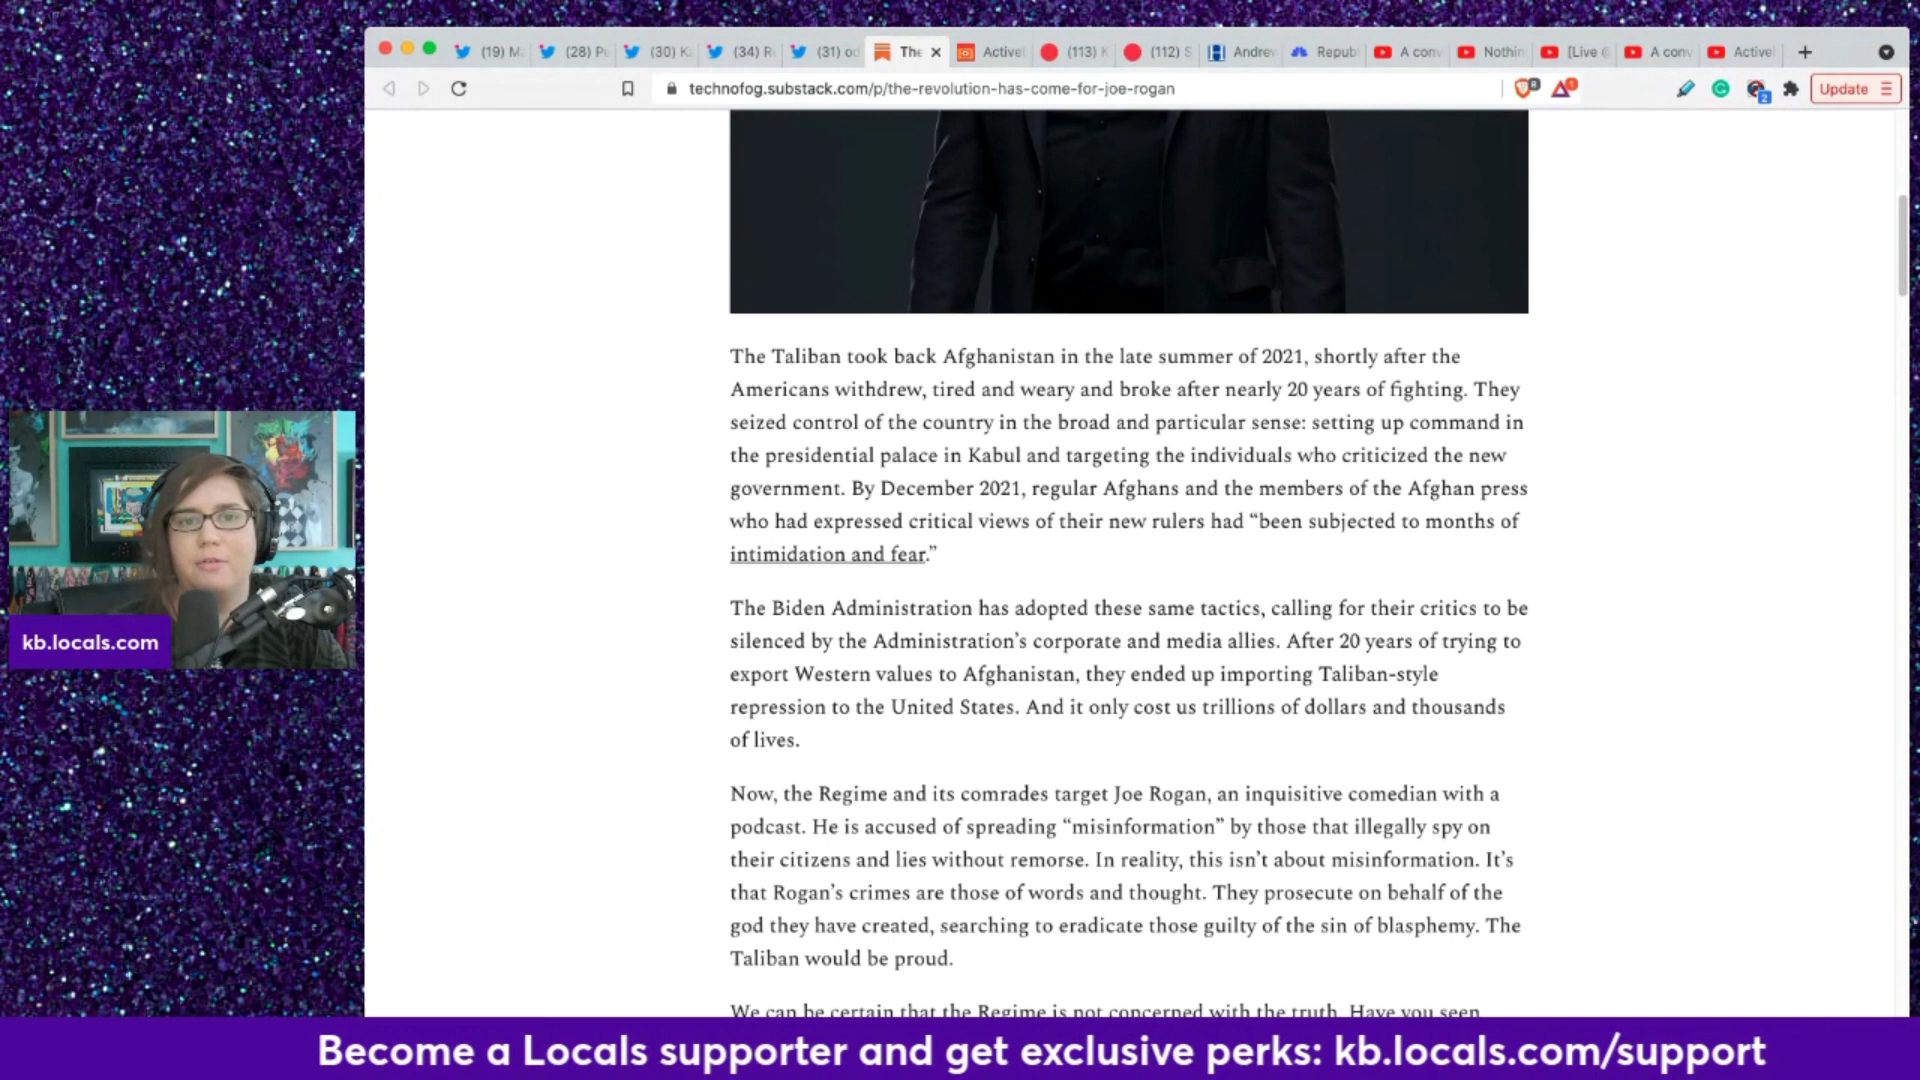 (19) M
(28) P
(30) K
(34) R
(31) od
The
Active
(113) K
(112) S
Andre
Repub
A conv
Nothin
[Live
A conv
Active
technofog.substack.com/p/the-revolution-has-come-for-joe-rogan
Update
The Taliban took back Afghanistan in the late summer of 2021, shortly after the
Americans withdrew, tired and weary and broke after nearly 20 years of fighting. They
seized control of the country in the broad and particular sense: setting up command in
the presidential palace in Kabul and targeting the individuals who criticized the new
government. By December 2021, regular Afghans and the members of the Afghan press
who had expressed critical views of their new rulers had “been subjected to months of
intimidation and fear.”
The Biden Administration has adopted these same tactics, calling for their critics to be
silenced by the Administration’s corporate and media allies. After 20 years of trying to
export Western values to Afghanistan, they ended up importing Taliban-style
repression to the United States. And it only cost us trillions of dollars and thousands
of lives.
Now, the Regime and its comrades target Joe Rogan, an inquisitive comedian with a
podcast. He is accused of spreading “misinformation” by those that illegally spy on
their citizens and lies without remorse. In reality, this isn’t about misinformation. It’s
that Rogan’s crimes are those of words and thought. They prosecute on behalf of the
god they have created, searching to eradicate those guilty of the sin of blasphemy. The
Taliban would be proud.
We can be certain that the Regime is not concerned with the truth. Have you seen
kb.locals.com
Become a Locals supporter and get exclusive perks: kb.locals.com/support